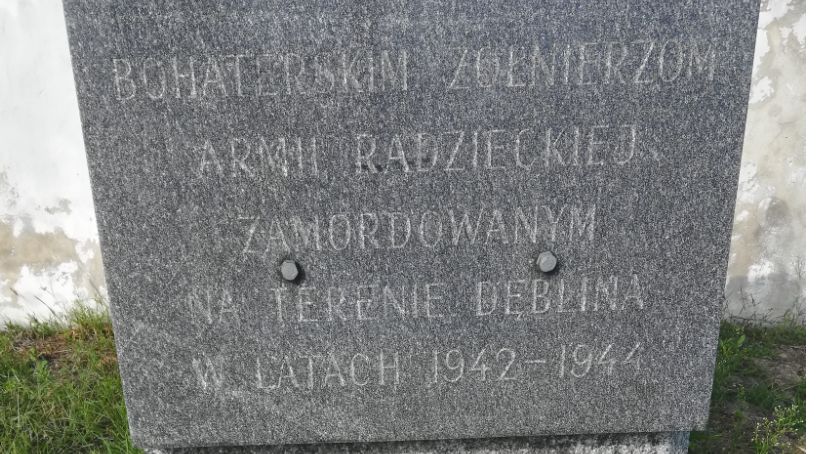 BOHATERSKIM ŻOŁNIERZOM
ARMII RADZIECKIEJ
ZAMORDOWANYM
NA TERENIE DĘBLINA
W LATACH 1942-1944